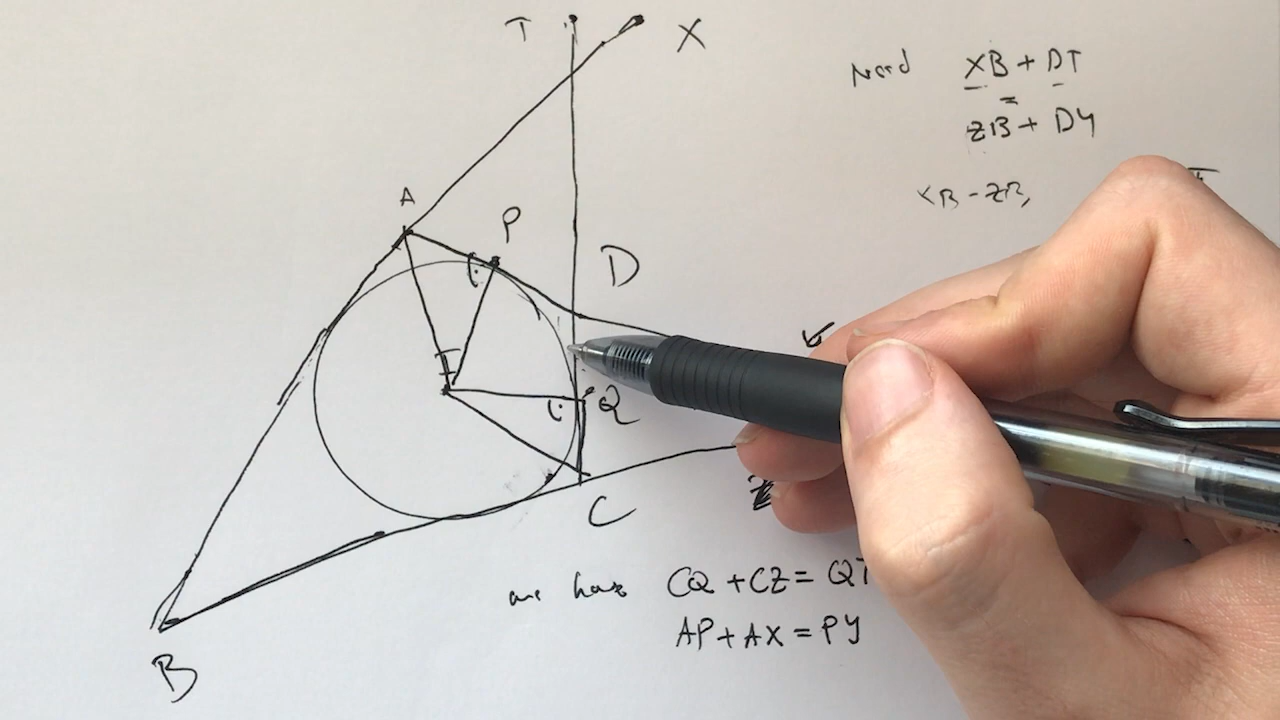 T
X
Need XB + DT
=
ZB + DY
XB - ZB,
A
P
D
I
Q
C
Z
B
we have CQ + CZ = QT
AP + AX = PY